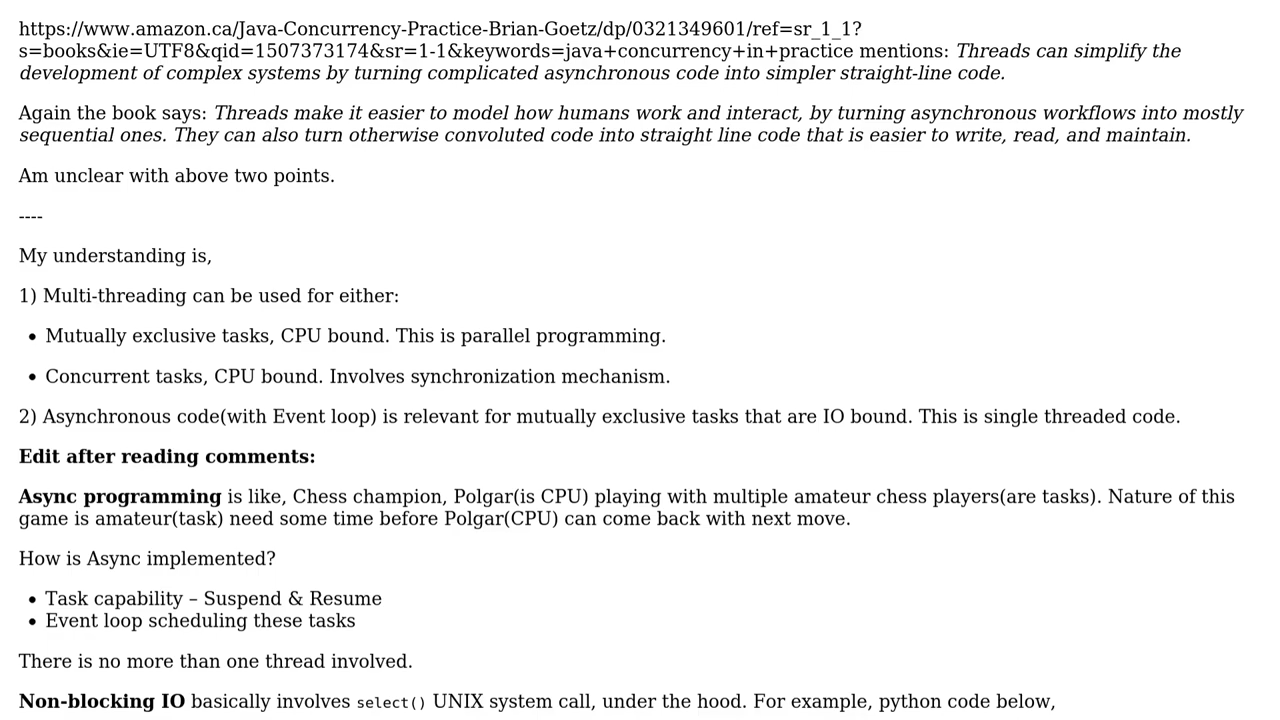 https://www.amazon.ca/Java-Concurrency-Practice-Brian-Goetz/dp/0321349601/ref=sr_1_1?
s=books&ie=UTF8&qid=1507373174&sr=1-1&keywords=java+concurrency+in+practice mentions: Threads can simplify the
development of complex systems by turning complicated asynchronous code into simpler straight-line code.
Again the book says: Threads make it easier to model how humans work and interact, by turning asynchronous workflows into mostly
sequential ones. They can also turn otherwise convoluted code into straight line code that is easier to write, read, and maintain.
Am unclear with above two points.
----
My understanding is,
1) Multi-threading can be used for either:
• Mutually exclusive tasks, CPU bound. This is parallel programming.
• Concurrent tasks, CPU bound. Involves synchronization mechanism.
2) Asynchronous code(with Event loop) is relevant for mutually exclusive tasks that are IO bound. This is single threaded code.
Edit after reading comments:
Async programming is like, Chess champion, Polgar(is CPU) playing with multiple amateur chess players(are tasks). Nature of this
game is amateur(task) need some time before Polgar(CPU) can come back with next move.
How is Async implemented?
• Task capability – Suspend & Resume
• Event loop scheduling these tasks
There is no more than one thread involved.
Non-blocking IO basically involves select() UNIX system call, under the hood. For example, python code below,